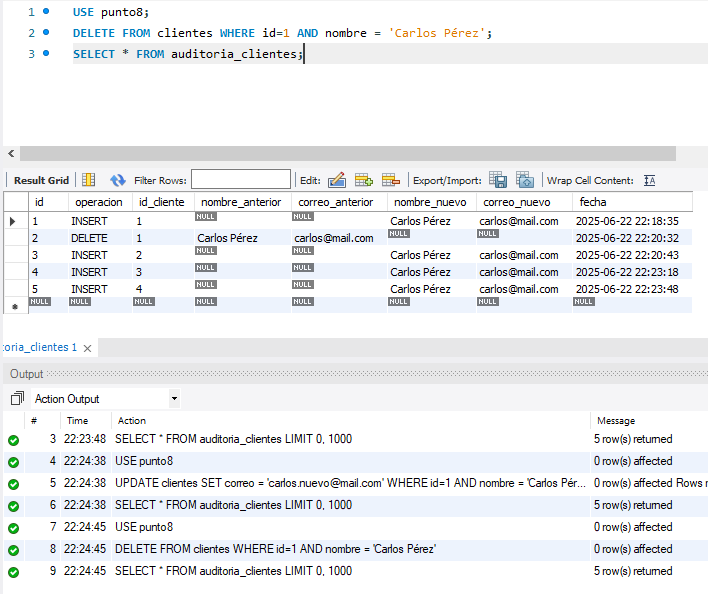 1 USE punto8;
2 DELETE FROM clientes WHERE id=1 AND nombre = 'Carlos Pérez';
3 SELECT * FROM auditoria_clientes;
Result Grid Filter Rows: Edit: Export/Import: Wrap Cell Content:
id operacion id_cliente nombre_anterior correo_anterior nombre_nuevo correo_nuevo fecha
1 INSERT 1 NULL NULL Carlos Pérez carlos@mail.com 2025-06-22 22:18:35
2 DELETE 1 Carlos Pérez carlos@mail.com NULL NULL 2025-06-22 22:20:32
3 INSERT 2 NULL NULL Carlos Pérez carlos@mail.com 2025-06-22 22:20:43
4 INSERT 3 NULL NULL Carlos Pérez carlos@mail.com 2025-06-22 22:23:18
5 INSERT 4 NULL NULL Carlos Pérez carlos@mail.com 2025-06-22 22:23:48
NULL NULL NULL NULL NULL NULL NULL NULL
toria_clientes 1
Output
Action Output
# Time Action Message
3 22:23:48 SELECT * FROM auditoria_clientes LIMIT 0, 1000 5 row(s) returned
4 22:24:38 USE punto8 0 row(s) affected
5 22:24:38 UPDATE clientes SET correo = 'carlos.nuevo@mail.com' WHERE id=1 AND nombre = 'Carlos Pér... 0 row(s) affected Rows
6 22:24:38 SELECT * FROM auditoria_clientes LIMIT 0, 1000 5 row(s) returned
7 22:24:45 USE punto8 0 row(s) affected
8 22:24:45 DELETE FROM clientes WHERE id=1 AND nombre = 'Carlos Pérez' 0 row(s) affected
9 22:24:45 SELECT * FROM auditoria_clientes LIMIT 0, 1000 5 row(s) returned